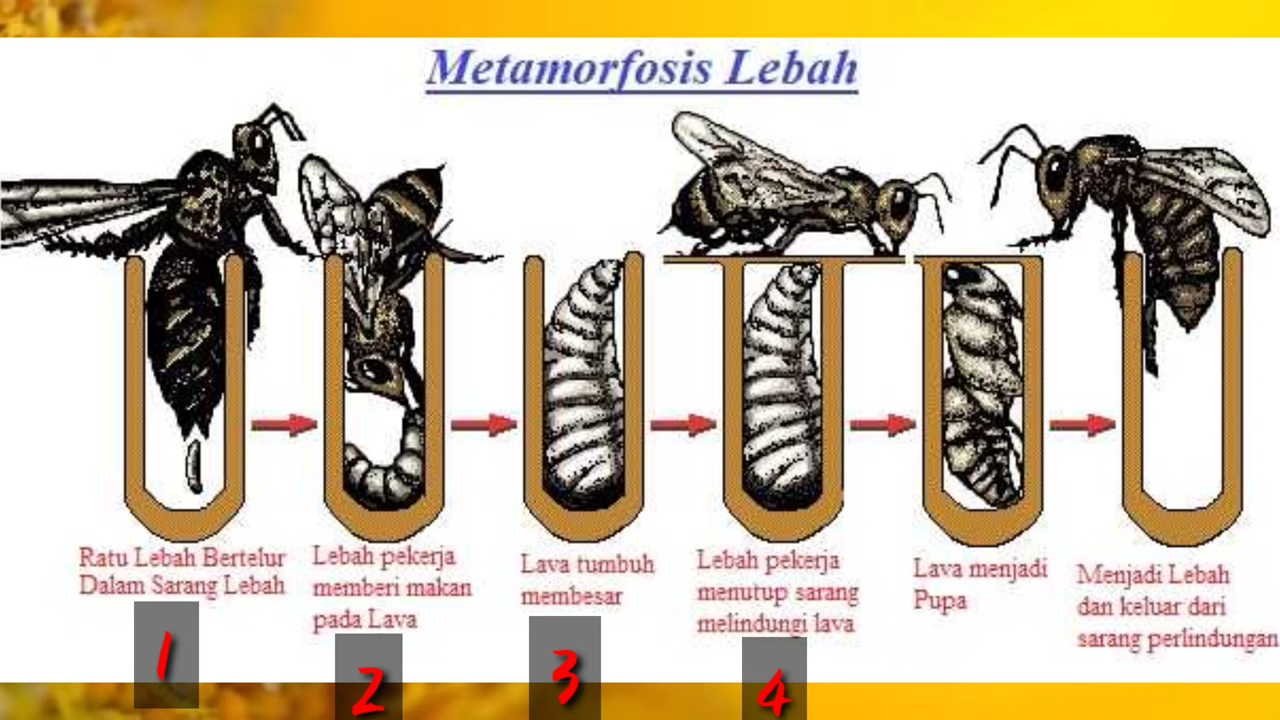 Metamorfosis Lebah
Ratu Lebah Bertelur
Dalam Sarang Lebah
1
Lebah pekerja
memberi makan
pada Lava
2
Lava tumbuh
membesar
3
Lebah pekerja
menutup sarang
melindungi lava
4
Lava menjadi
Pupa
Menjadi Lebah
dan keluar dari
sarang perlindungan